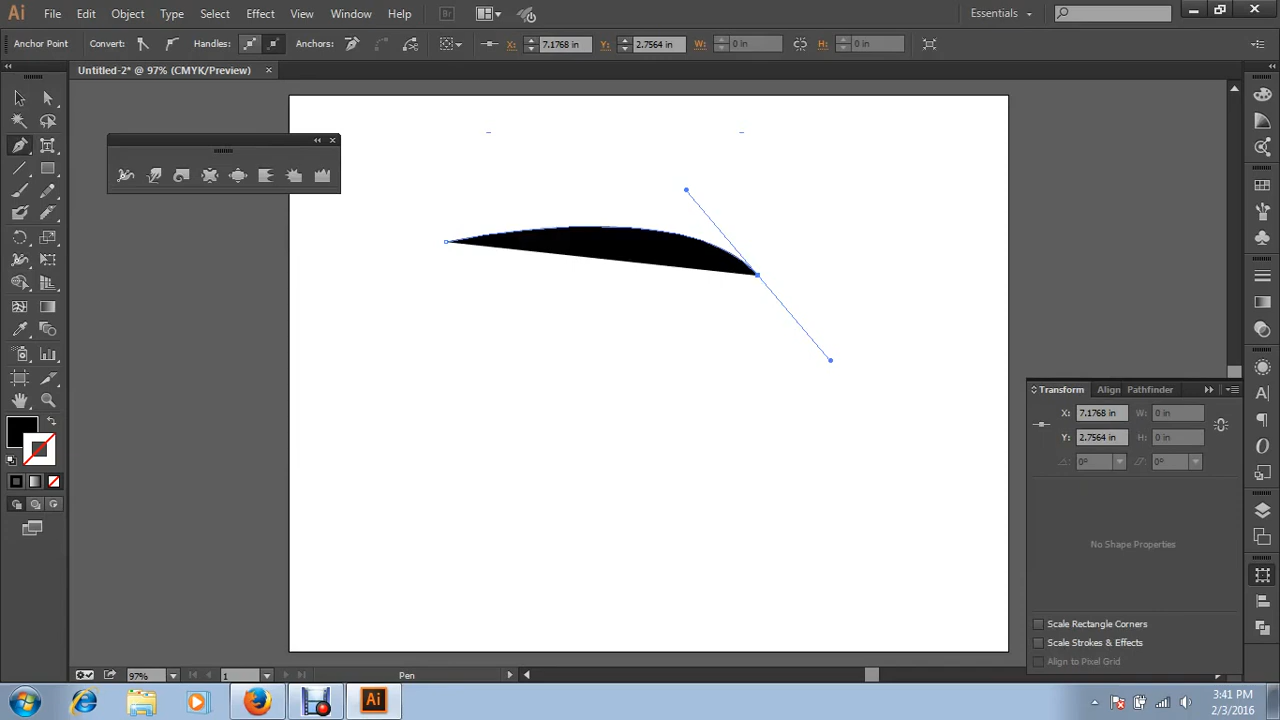 Ai File Edit Object Type Select Effect View Window Help Br Essentials
Anchor Point Convert: Handles: Anchors: X: 7.1768 in Y: 2.7564 in W: 0 in H: 0 in
Untitled-2* @ 97% (CMYK/Preview)
Transform Align Pathfinder
X: 7.1768 in W: 0 in
Y: 2.7564 in H: 0 in
0° 0°
No Shape Properties
Scale Rectangle Corners
Scale Strokes & Effects
Align to Pixel Grid
97% 1 Pen
Ai
3:41 PM
2/3/2016